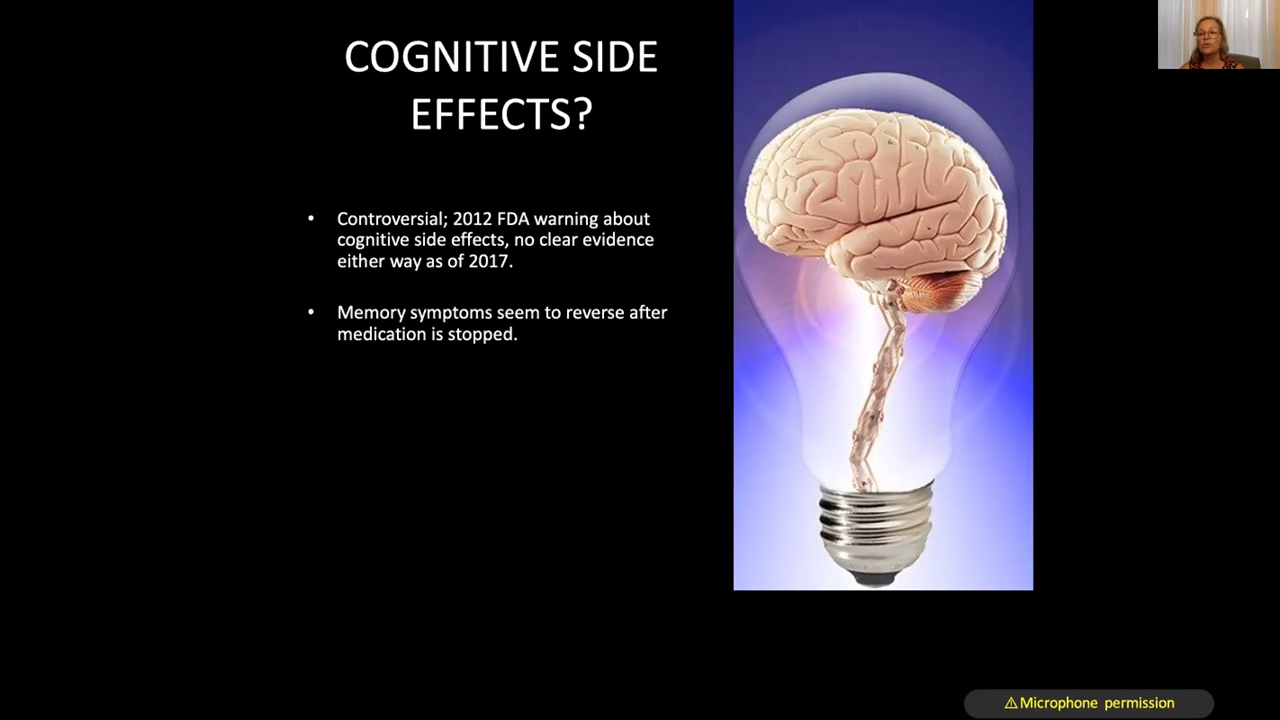 COGNITIVE SIDE
EFFECTS?
• Controversial; 2012 FDA warning about
cognitive side effects, no clear evidence
either way as of 2017.
• Memory symptoms seem to reverse after
medication is stopped.
⚠Microphone permission